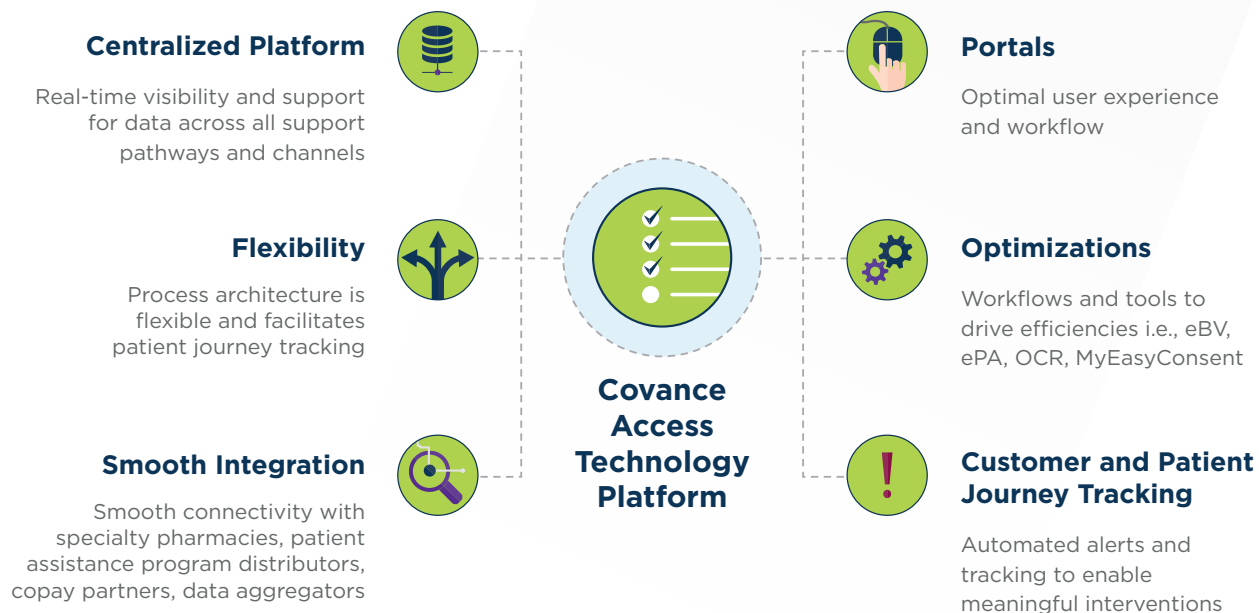 Centralized Platform
Real-time visibility and support
for data across all support
pathways and channels
Flexibility
Process architecture is
flexible and facilitates
patient journey tracking
Smooth Integration
Smooth connectivity with
specialty pharmacies, patient
assistance program distributors,
copay partners, data aggregators
Covance
Access
Technology
Platform
Portals
Optimal user experience
and workflow
Optimizations
Workflows and tools to
drive efficiencies i.e., eBV,
ePA, OCR, MyEasyConsent
Customer and Patient
Journey Tracking
Automated alerts and
tracking to enable
meaningful interventions